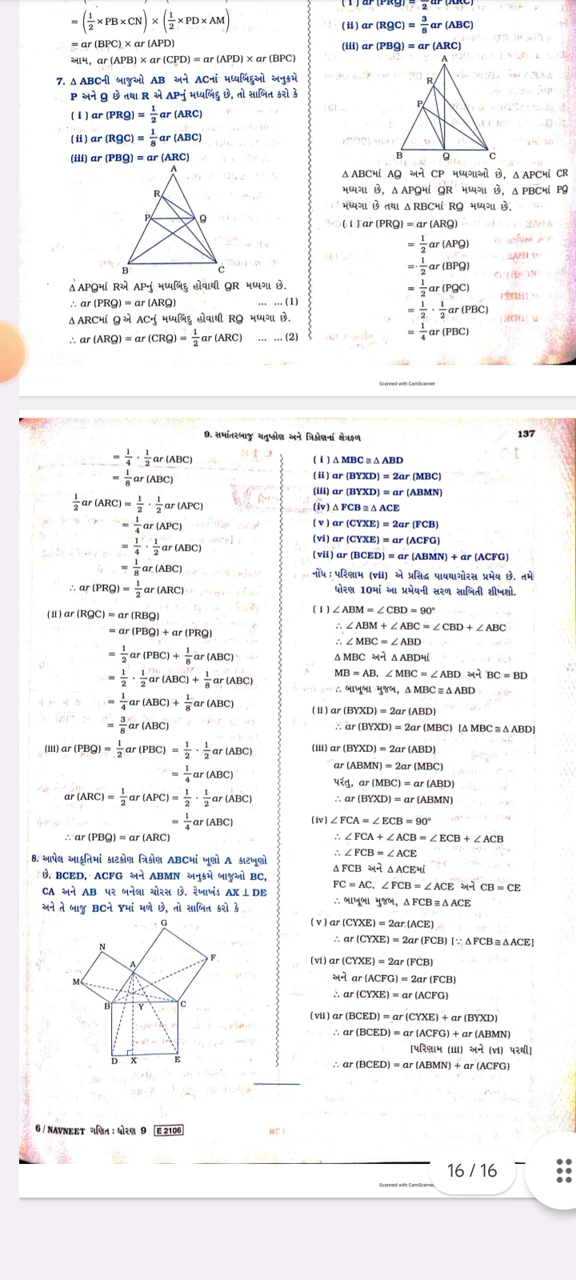 = (1/2 × PB × CN) × (1/2 × PD × AM)
= ar (BPC) × ar (APD)
આમ, ar (APB) × ar (CPD) = ar (APD) × ar (BPC)
7. Δ ABCની બાજુઓ AB અને ACનાં મધ્યબિંદુઓ અનુક્રમે
P અને Q છે તથા R એ APનું મધ્યબિંદુ છે, તો સાબિત કરો કે
(i) ar (PRQ) = 1/2 ar (ARC)
(ii) ar (RQC) = 1/8 ar (ABC)
(iii) ar (PBQ) = ar (ARC)
A
R
P
Q
B
C
Δ APQમાં Rએ APનું મધ્યબિંદુ હોવાથી QR મધ્યગા છે.
∴ ar (PRQ) = ar (ARQ) ... ... (1)
Δ ARCમાં Qએ ACનું મધ્યબિંદુ હોવાથી RQ મધ્યગા છે.
∴ ar (ARQ) = ar (CRQ) = 1/2 ar (ARC) ... ... (2)
(ii) ar (RQC) = 3/8 ar (ABC)
(iii) ar (PBQ) = ar (ARC)
A
R
P
B
Q
C
Δ ABCમાં AQ અને CP મધ્યગાઓ છે, Δ APCમાં CR
મધ્યગા છે, Δ APQમાં QR મધ્યગા છે, Δ PBCમાં PQ
મધ્યગા છે તથા Δ RBCમાં RQ મધ્યગા છે.
(i) ar (PRQ) = ar (ARQ)
= 1/2 ar (APQ)
= 1/2 ar (BPQ)
= 1/2 ar (PQC)
= 1/2 · 1/2 ar (PBC)
= 1/4 ar (PBC)
Scanned with CamScanner
9. સમાંતરબાજુ ચતુષ્કોણ અને ત્રિકોણનાં ક્ષેત્રફળ
137
= 1/4 · 1/2 ar (ABC)
= 1/8 ar (ABC)
1/2 ar (ARC) = 1/2 · 1/2 ar (APC)
= 1/4 ar (APC)
= 1/4 · 1/2 ar (ABC)
= 1/8 ar (ABC)
∴ ar (PRQ) = 1/2 ar (ARC)
(ii) ar (RQC) = ar (RBQ)
= ar (PBQ) + ar (PRQ)
= 1/2 ar (PBC) + 1/8 ar (ABC)
= 1/2 · 1/2 ar (ABC) + 1/8 ar (ABC)
= 1/4 ar (ABC) + 1/8 ar (ABC)
= 3/8 ar (ABC)
(iii) ar (PBQ) = 1/2 ar (PBC) = 1/2 · 1/2 ar (ABC)
= 1/4 ar (ABC)
ar (ARC) = 1/2 ar (APC) = 1/2 · 1/2 ar (ABC)
= 1/4 ar (ABC)
∴ ar (PBQ) = ar (ARC)
8. આપેલ આકૃતિમાં કાટકોણ ત્રિકોણ ABCમાં ખૂણો A કાટખૂણો
છે. BCED, ACFG અને ABMN અનુક્રમે બાજુઓ BC,
CA અને AB પર બનેલા ચોરસ છે. રેખાખંડ AX ⊥ DE
અને તે બાજુ BCને Yમાં મળે છે, તો સાબિત કરો કે
G
N
F
A
M
B
Y
C
D
X
E
6 / NAVNEET ગણિત : ધોરણ 9 E 2106
(i) Δ MBC ≅ Δ ABD
(ii) ar (BYXD) = 2ar (MBC)
(iii) ar (BYXD) = ar (ABMN)
(iv) Δ FCB ≅ Δ ACE
(v) ar (CYXE) = 2ar (FCB)
(vi) ar (CYXE) = ar (ACFG)
(vii) ar (BCED) = ar (ABMN) + ar (ACFG)
નોંધ : પરિણામ (vii) એ પ્રસિદ્ધ પાયથાગોરસ પ્રમેય છે. તમે
ધોરણ 10માં આ પ્રમેયની સરળ સાબિતી શીખશો.
(i) ∠ ABM = ∠ CBD = 90°
∴ ∠ ABM + ∠ ABC = ∠ CBD + ∠ ABC
∴ ∠ MBC = ∠ ABD
Δ MBC અને Δ ABDમાં
MB = AB, ∠ MBC = ∠ ABD અને BC = BD
∴ બાખૂબા મુજબ, Δ MBC ≅ Δ ABD
(ii) ar (BYXD) = 2ar (ABD)
∴ ar (BYXD) = 2ar (MBC) [Δ MBC ≅ Δ ABD]
(iii) ar (BYXD) = 2ar (ABD)
ar (ABMN) = 2ar (MBC)
પરંતુ, ar (MBC) = ar (ABD)
∴ ar (BYXD) = ar (ABMN)
(iv) ∠ FCA = ∠ ECB = 90°
∴ ∠ FCA + ∠ ACB = ∠ ECB + ∠ ACB
∴ ∠ FCB = ∠ ACE
Δ FCB અને Δ ACEમાં
FC = AC, ∠ FCB = ∠ ACE અને CB = CE
∴ બાખૂબા મુજબ, Δ FCB ≅ Δ ACE
(v) ar (CYXE) = 2ar (ACE)
∴ ar (CYXE) = 2ar (FCB) [∵ Δ FCB ≅ Δ ACE]
(vi) ar (CYXE) = 2ar (FCB)
અને ar (ACFG) = 2ar (FCB)
∴ ar (CYXE) = ar (ACFG)
(vii) ar (BCED) = ar (CYXE) + ar (BYXD)
∴ ar (BCED) = ar (ACFG) + ar (ABMN)
[પરિણામ (iii) અને (vi) પરથી]
∴ ar (BCED) = ar (ABMN) + ar (ACFG)
16 / 16
Scanned with CamScanne